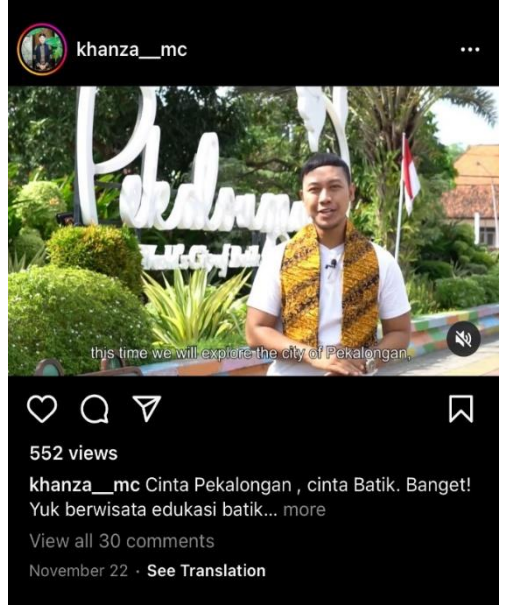 khanza__mc
Pekalongan
this time we will explore the city of Pekalongan,
552 views
khanza__mc Cinta Pekalongan , cinta Batik. Banget!
Yuk berwisata edukasi batik... more
View all 30 comments
November 22 · See Translation